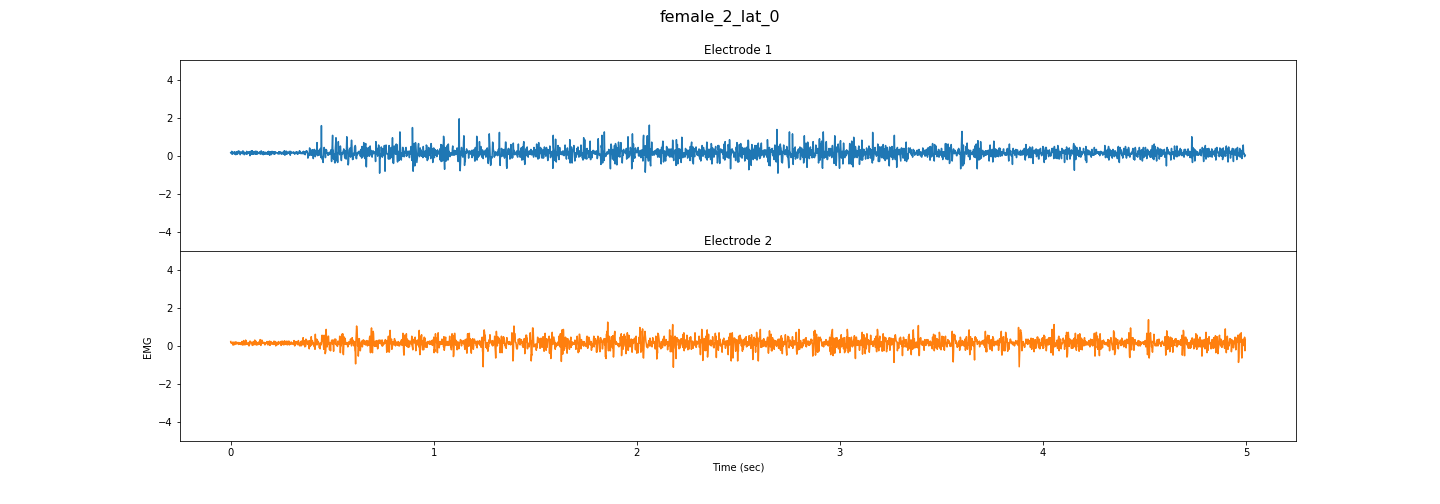 female_2_lat_0
Electrode 1
4
2
0
−2
−4
Electrode 2
4
2
0
−2
−4
EMG
0 1 2 3 4 5
Time (sec)